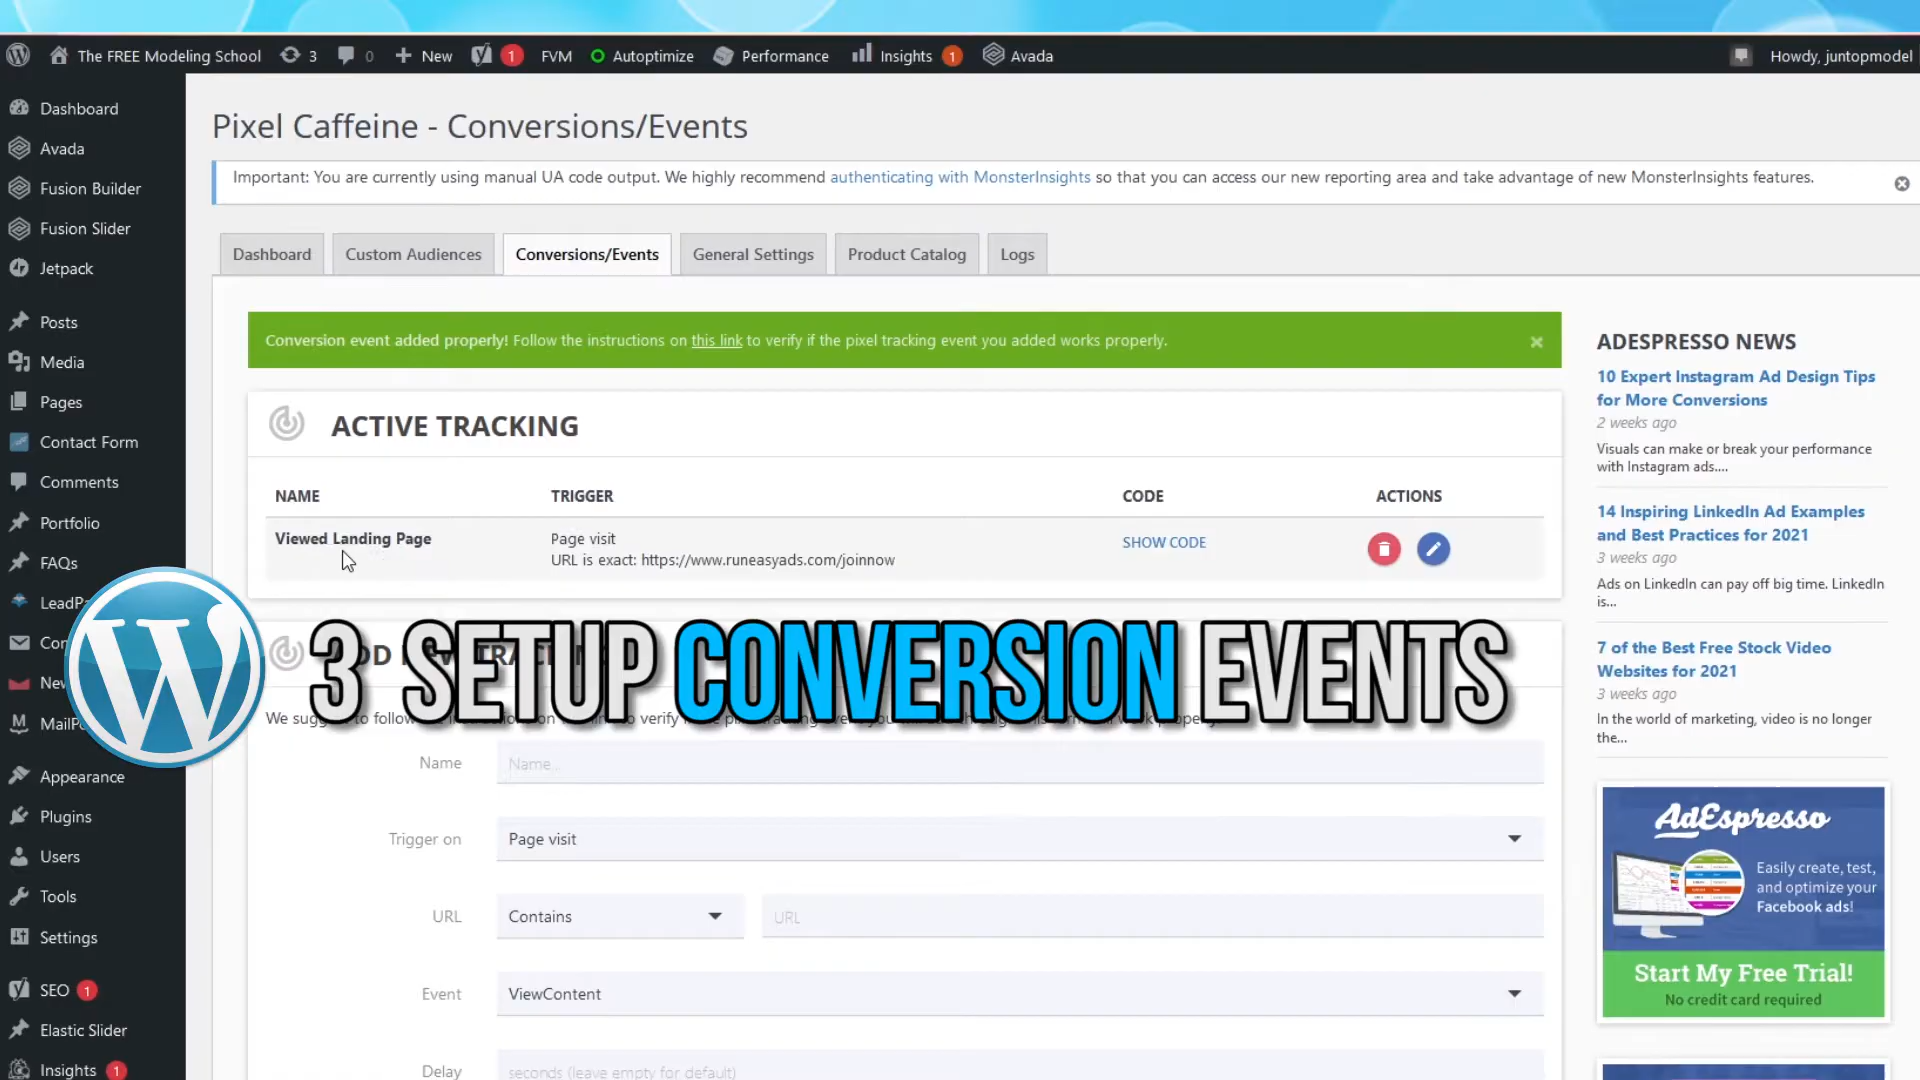 The FREE Modeling School 3 0 New 1 FVM Autoptimize Performance Insights 1 Avada Howdy, juntopmodel
Dashboard
Avada
Fusion Builder
Fusion Slider
Jetpack
Posts
Media
Pages
Contact Form
Comments
Portfolio
FAQs
LeadP
Con
New
MailPo
Appearance
Plugins
Users
Tools
Settings
SEO 1
Elastic Slider
Insights 1
Pixel Caffeine - Conversions/Events
Important: You are currently using manual UA code output. We highly recommend authenticating with MonsterInsights so that you can access our new reporting area and take advantage of new MonsterInsights features.
Dashboard Custom Audiences Conversions/Events General Settings Product Catalog Logs
Conversion event added properly! Follow the instructions on this link to verify if the pixel tracking event you added works properly.
ACTIVE TRACKING
NAME TRIGGER CODE ACTIONS
Viewed Landing Page Page visit SHOW CODE
URL is exact: https://www.runeasyads.com/joinnow
3 SETUP CONVERSION EVENTS
We suggest to follow
verify
Name Name...
Trigger on Page visit
URL Contains URL
Event ViewContent
Delay seconds (leave empty for default)
ADESPRESSO NEWS
10 Expert Instagram Ad Design Tips
for More Conversions
2 weeks ago
Visuals can make or break your performance
with Instagram ads....
14 Inspiring LinkedIn Ad Examples
and Best Practices for 2021
3 weeks ago
Ads on LinkedIn can pay off big time. LinkedIn
is...
7 of the Best Free Stock Video
Websites for 2021
3 weeks ago
In the world of marketing, video is no longer
the...
AdEspresso
Easily create, test,
and optimize your
Facebook ads!
Start My Free Trial!
No credit card required